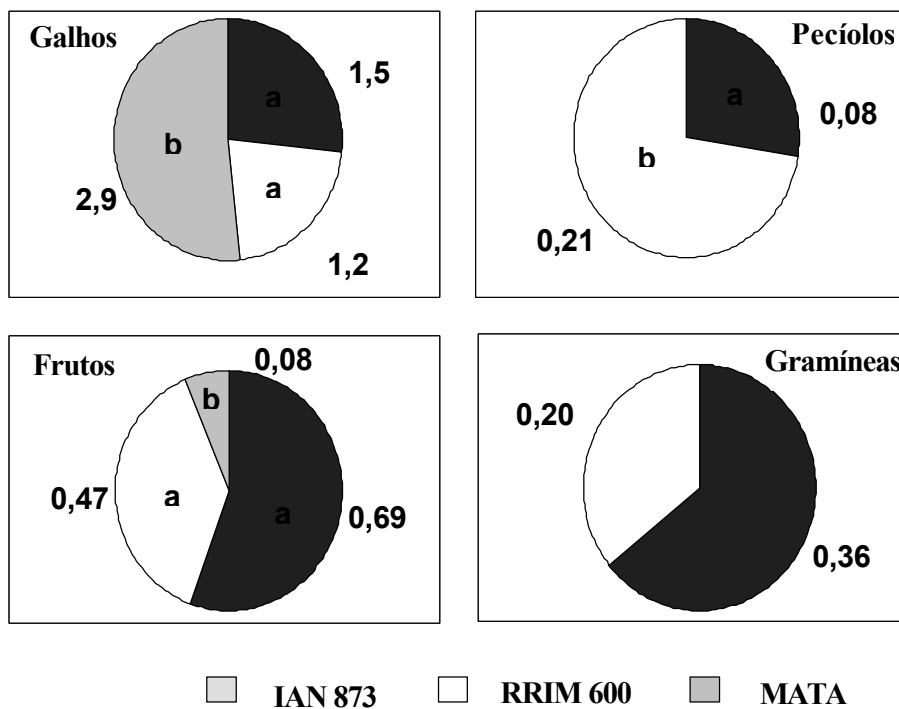 Galhos
1,5
a
b
a
2,9
1,2
Pecíolos
a
0,08
b
0,21
Frutos
0,08
b
0,47
a
a
0,69
Gramíneas
0,20
0,36
IAN 873
RRIM 600
MATA